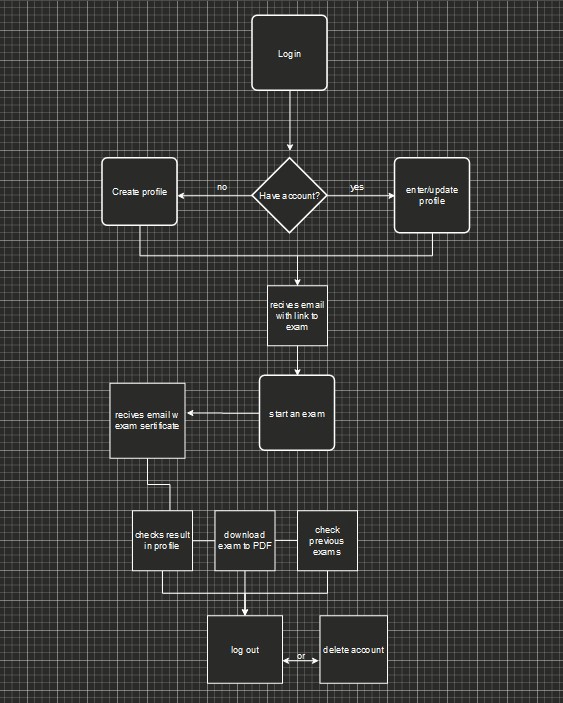 Login
no
yes
Create profile
Have account?
enter/update
profile
recives email
with link to
exam
start an exam
recives email w
exam sertificate
checks result
in profile
download
exam to PDF
check
previous
exams
log out
or
delete account